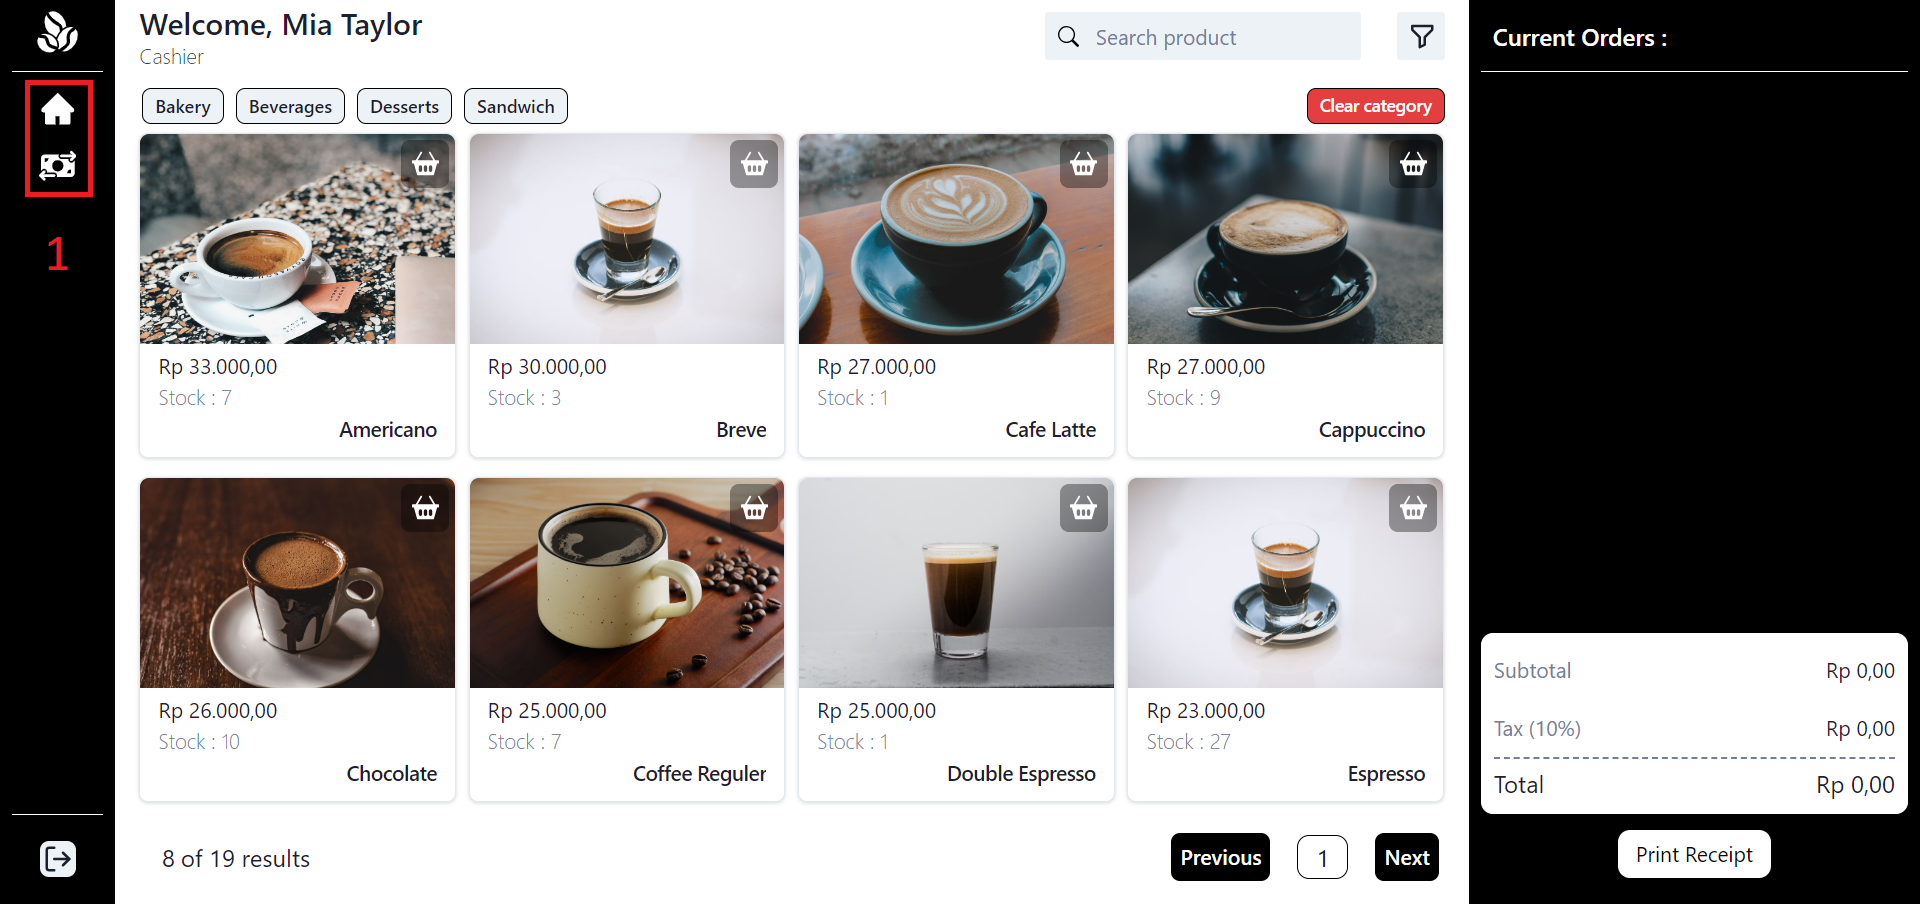 Welcome, Mia Taylor
Cashier
Search product
Bakery
Beverages
Desserts
Sandwich
Clear category
1
Rp 33.000,00
Stock : 7
Americano
Rp 30.000,00
Stock : 3
Breve
Rp 27.000,00
Stock : 1
Cafe Latte
Rp 27.000,00
Stock : 9
Cappuccino
Rp 26.000,00
Stock : 10
Chocolate
Rp 25.000,00
Stock : 7
Coffee Reguler
Rp 25.000,00
Stock : 1
Double Espresso
Rp 23.000,00
Stock : 27
Espresso
8 of 19 results
Previous
1
Next
Current Orders :
Subtotal Rp 0,00
Tax (10%) Rp 0,00
Total Rp 0,00
Print Receipt